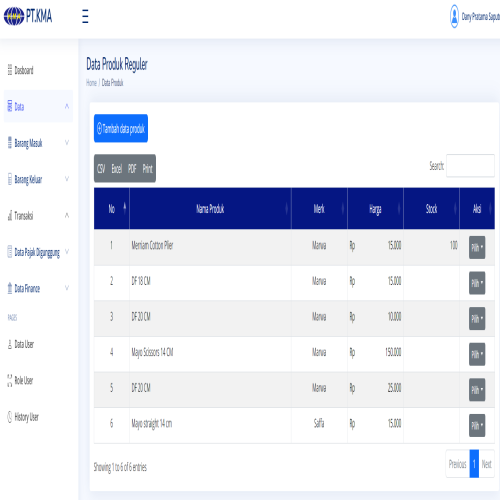 PT.KMA
Dany Pratama Saputr
Dasboard
Data
Barang Masuk
Barang Keluar
Transaksi
Data Pajak Digunggung
Data Finance
PAGES
Data User
Role User
History User
Data Produk Reguler
Home / Data Produk
Tambah data produk
CSV Excel PDF Print
Search:
No Nama Produk Merk Harga Stock Aksi
1 Merriam Cotton Plier Marwa Rp 15.000 100 Pilih
2 DF 18 CM Marwa Rp 15.000 Pilih
3 DF 20 CM Marwa Rp 10.000 Pilih
4 Mayo Scissors 14 CM Marwa Rp 150.000 Pilih
5 DF 20 CM Marwa Rp 25.000 Pilih
6 Mayo straight 14 cm Saffa Rp 15.000 Pilih
Showing 1 to 6 of 6 entries
Previous 1 Next